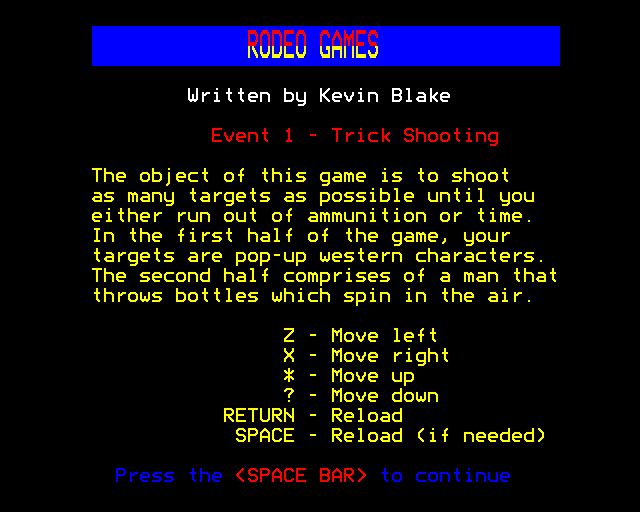 RODEO GAMES
Written by Kevin Blake
Event 1 - Trick Shooting
The object of this game is to shoot
as many targets as possible until you
either run out of ammunition or time.
In the first half of the game, your
targets are pop-up western characters.
The second half comprises of a man that
throws bottles which spin in the air.
Z - Move left
X - Move right
* - Move up
? - Move down
RETURN - Reload
SPACE - Reload (if needed)
Press the <SPACE BAR> to continue